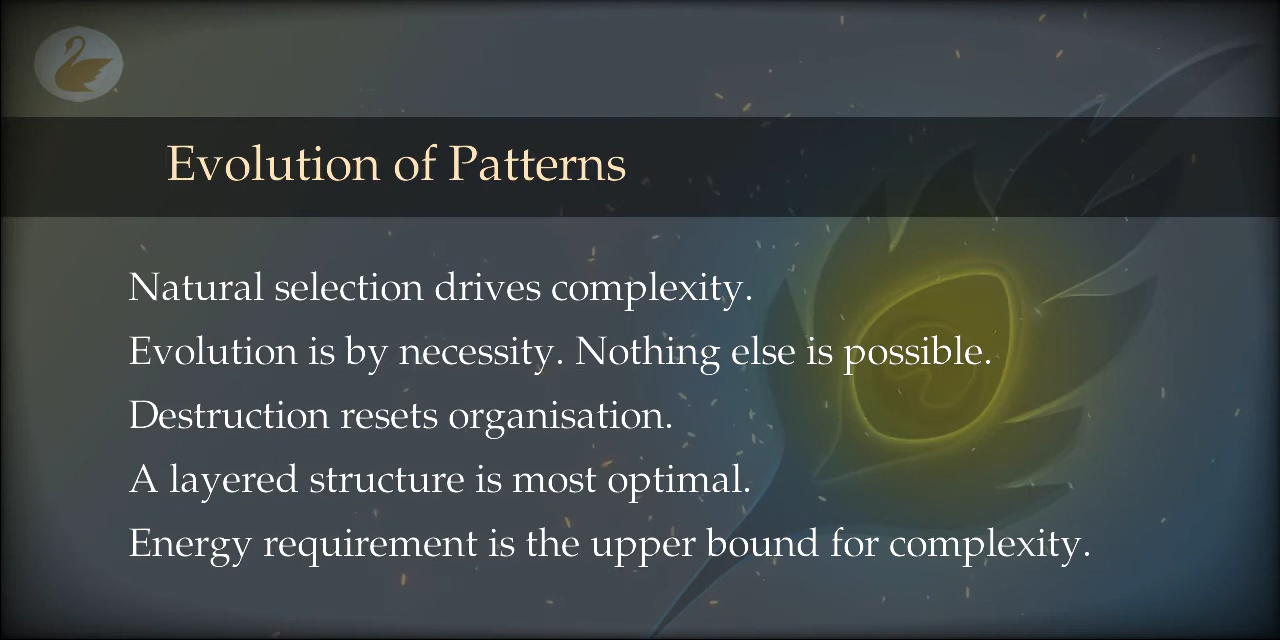 Evolution of Patterns
Natural selection drives complexity.
Evolution is by necessity. Nothing else is possible.
Destruction resets organisation.
A layered structure is most optimal.
Energy requirement is the upper bound for complexity.